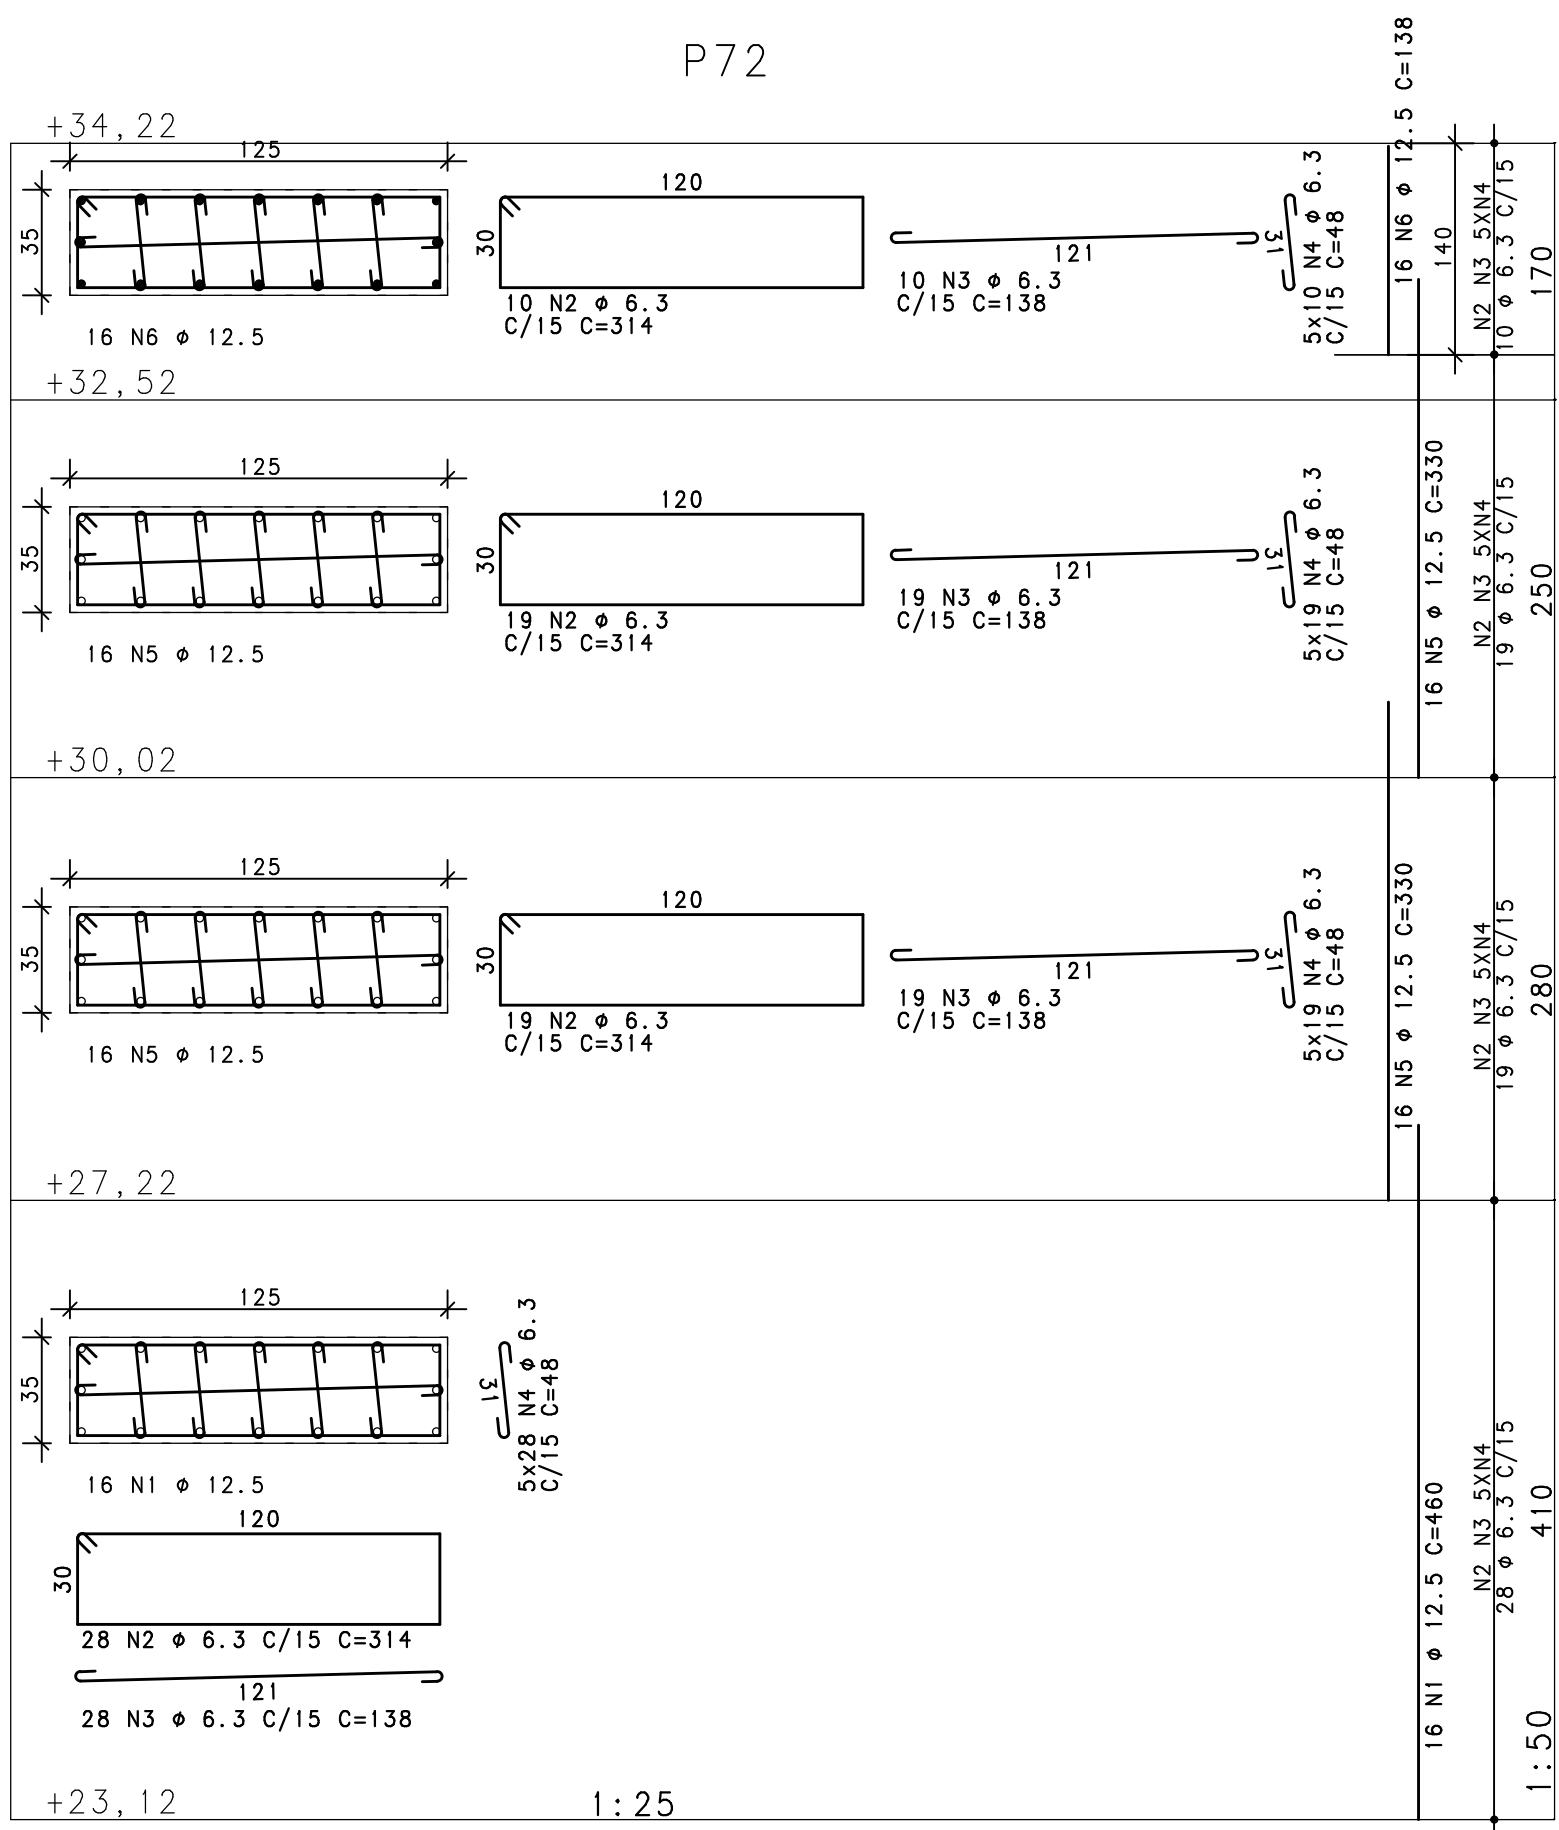 P72
+34,22
125
35
16 N6 ø 12.5
120
30
10 N2 ø 6.3
C/15 C=314
121
10 N3 ø 6.3
C/15 C=138
31
5x10 N4 ø 6.3
C/15 C=48
16 N6 ø 12.5 C=138
140
N2 N3 5XN4
10 ø 6.3 C/15
170
+32,52
125
35
16 N5 ø 12.5
120
30
19 N2 ø 6.3
C/15 C=314
121
19 N3 ø 6.3
C/15 C=138
31
5x19 N4 ø 6.3
C/15 C=48
16 N5 ø 12.5 C=330
N2 N3 5XN4
19 ø 6.3 C/15
250
+30,02
125
35
16 N5 ø 12.5
120
30
19 N2 ø 6.3
C/15 C=314
121
19 N3 ø 6.3
C/15 C=138
31
5x19 N4 ø 6.3
C/15 C=48
16 N5 ø 12.5 C=330
N2 N3 5XN4
19 ø 6.3 C/15
280
+27,22
125
35
16 N1 ø 12.5
31
5x28 N4 ø 6.3
C/15 C=48
120
30
28 N2 ø 6.3 C/15 C=314
121
28 N3 ø 6.3 C/15 C=138
16 N1 ø 12.5 C=460
N2 N3 5XN4
28 ø 6.3 C/15
410
+23,12
1:25
1:50